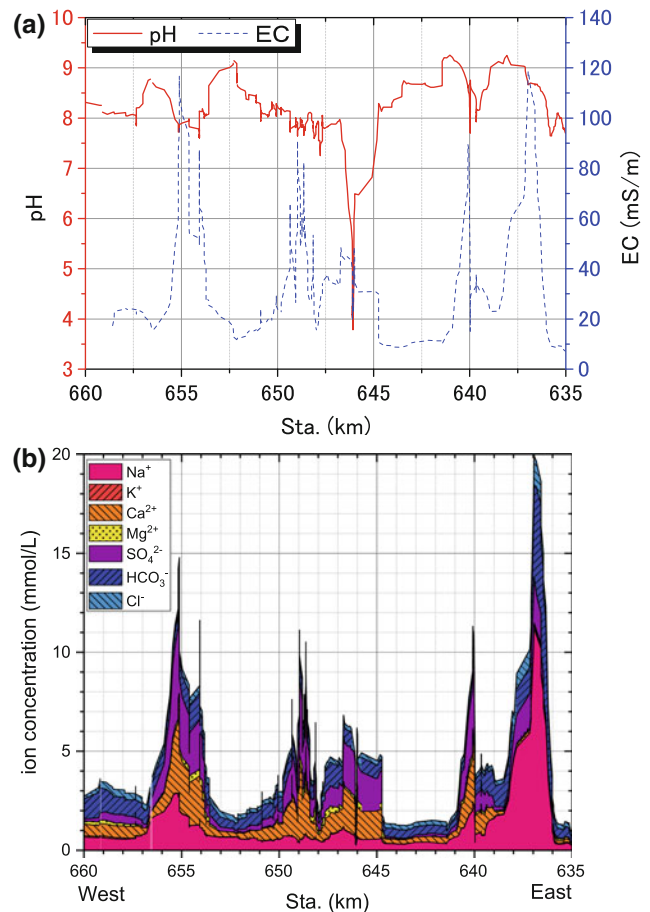 (a)
pH EC
10
9
8
7
6
5
4
3
pH
140
120
100
80
60
40
20
0
EC (mS/m)
660 655 650 645 640 635
Sta. (km)
(b)
20
15
10
5
0
ion concentration (mmol/L)
Na⁺
K⁺
Ca²⁺
Mg²⁺
SO₄²⁻
HCO₃⁻
Cl⁻
660 655 650 645 640 635
West Sta. (km) East